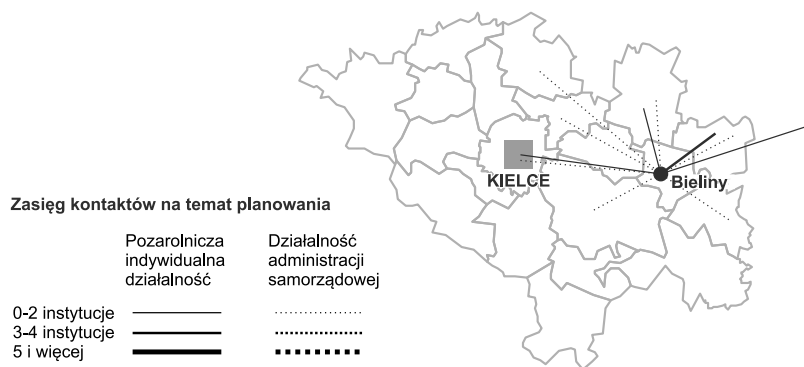 KIELCE
Bieliny
Zasięg kontaktów na temat planowania
Pozarolnicza indywidualna działalność
Działalność administracji samorządowej
0-2 instytucje
3-4 instytucje
5 i więcej